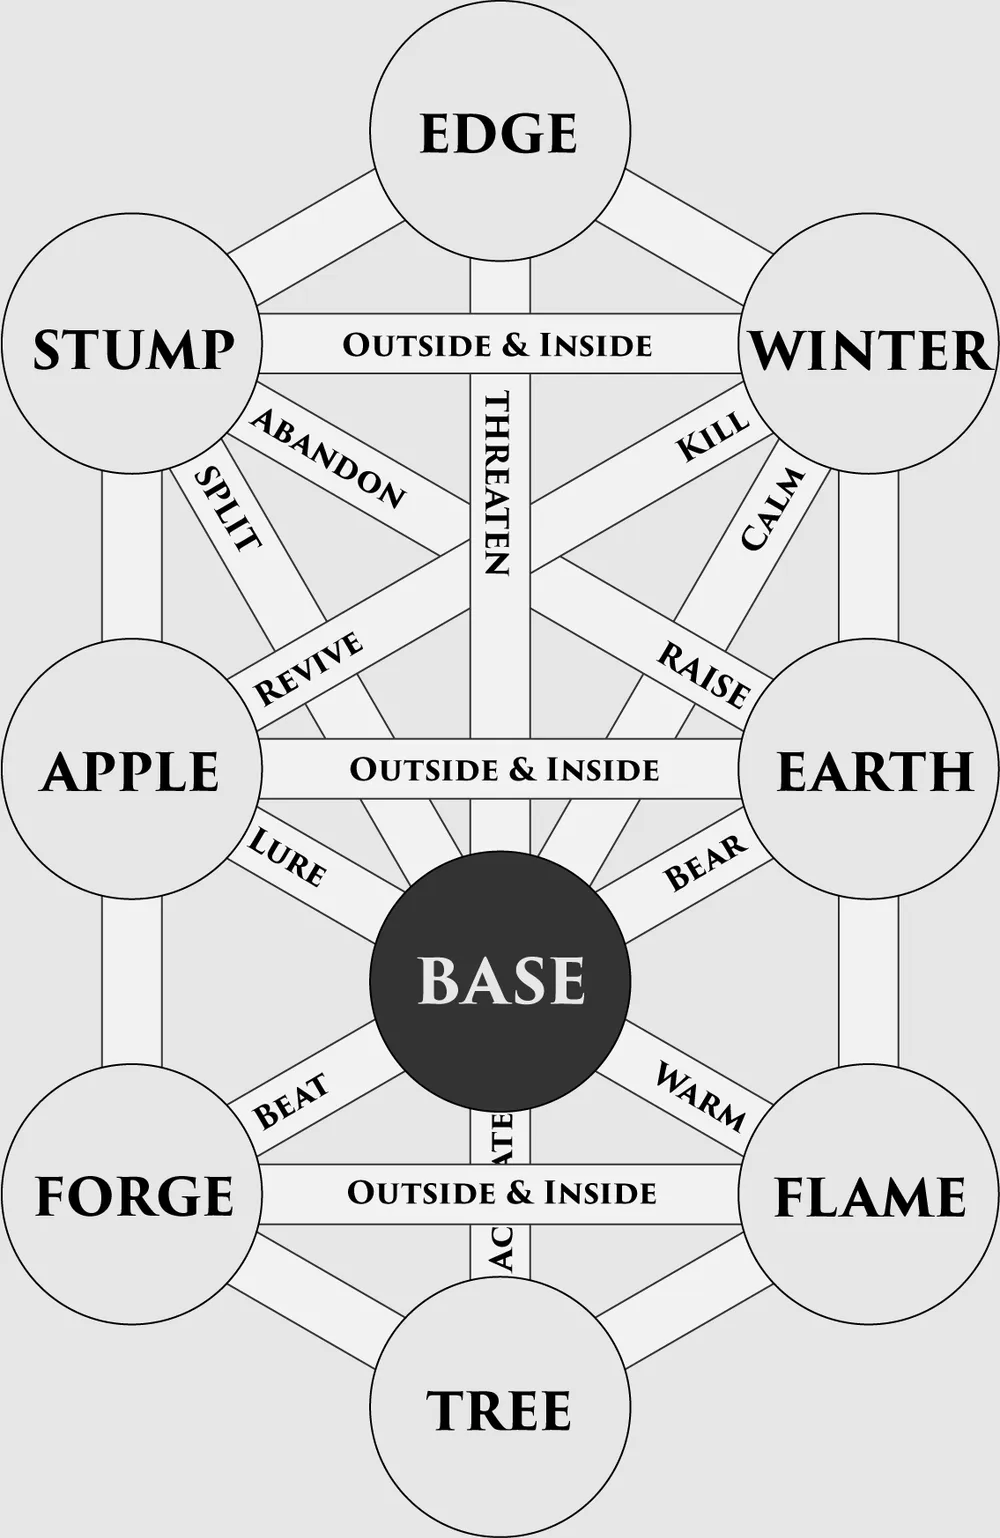 EDGE
STUMP
WINTER
OUTSIDE & INSIDE
THREATEN
ABANDON
KILL
SPLIT
CALM
REVIVE
RAISE
APPLE
OUTSIDE & INSIDE
EARTH
LURE
BEAR
BASE
BEAT
WARM
FORGE
OUTSIDE & INSIDE
FLAME
TREE